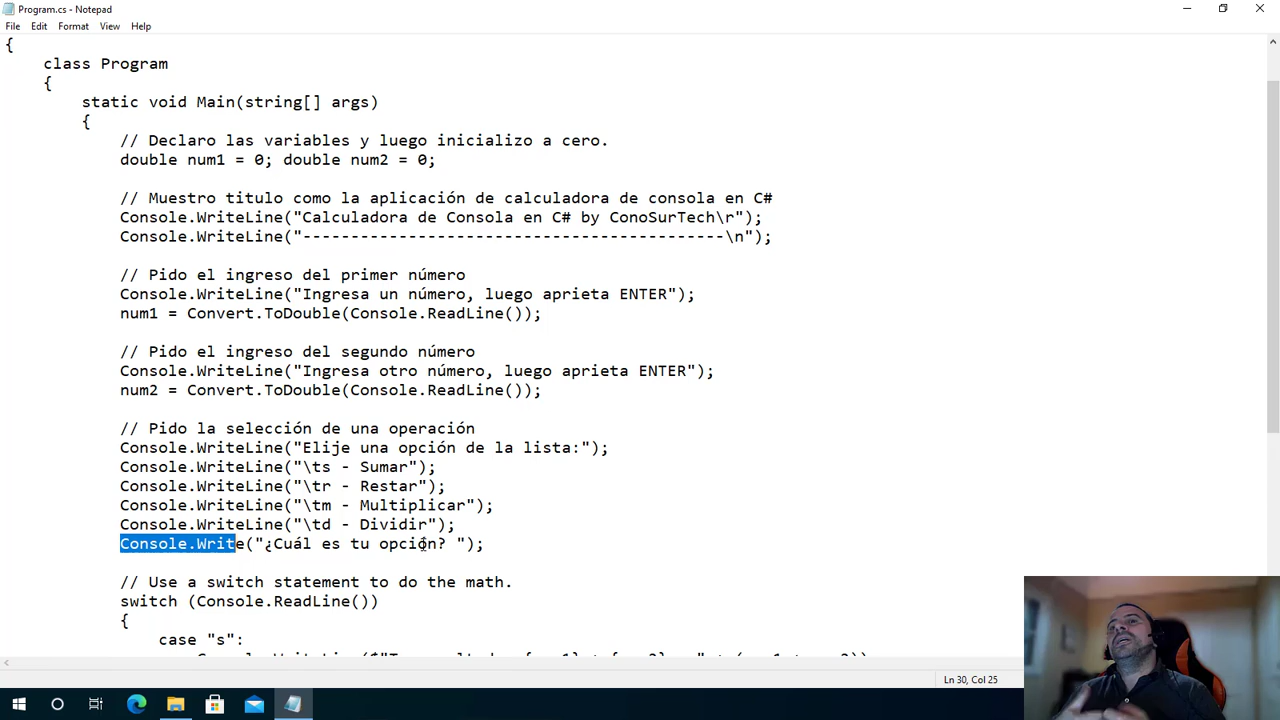 Program.cs - Notepad
File Edit Format View Help
{
class Program
{
static void Main(string[] args)
{
// Declaro las variables y luego inicializo a cero.
double num1 = 0; double num2 = 0;
// Muestro titulo como la aplicación de calculadora de consola en C#
Console.WriteLine("Calculadora de Consola en C# by ConoSurTech\r");
Console.WriteLine("--------------------------------------------\n");
// Pido el ingreso del primer número
Console.WriteLine("Ingresa un número, luego aprieta ENTER");
num1 = Convert.ToDouble(Console.ReadLine());
// Pido el ingreso del segundo número
Console.WriteLine("Ingresa otro número, luego aprieta ENTER");
num2 = Convert.ToDouble(Console.ReadLine());
// Pido la selección de una operación
Console.WriteLine("Elije una opción de la lista:");
Console.WriteLine("\ts - Sumar");
Console.WriteLine("\tr - Restar");
Console.WriteLine("\tm - Multiplicar");
Console.WriteLine("\td - Dividir");
Console.Write("¿Cuál es tu opción? ");
// Use a switch statement to do the math.
switch (Console.ReadLine())
{
case "s":
Ln 30, Col 25